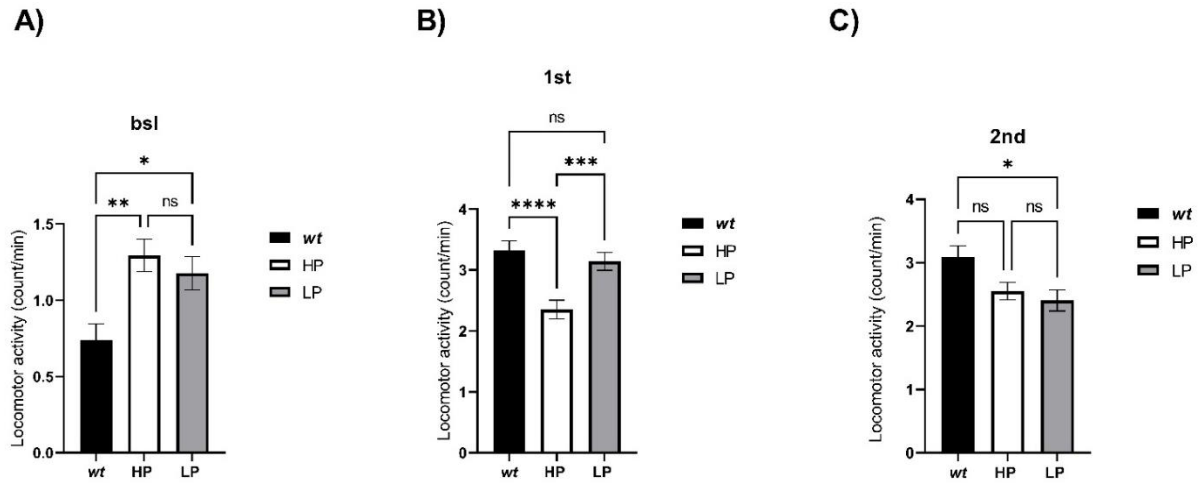 A)
bsl
*
**
ns
Locomotor activity (count/min)
1.5
1.0
0.5
0.0
wt
HP
LP
wt
HP
LP
B)
1st
ns
***
****
Locomotor activity (count/min)
4
3
2
1
0
wt
HP
LP
wt
HP
LP
C)
2nd
*
ns
ns
Locomotor activity (count/min)
4
3
2
1
0
wt
HP
LP
wt
HP
LP